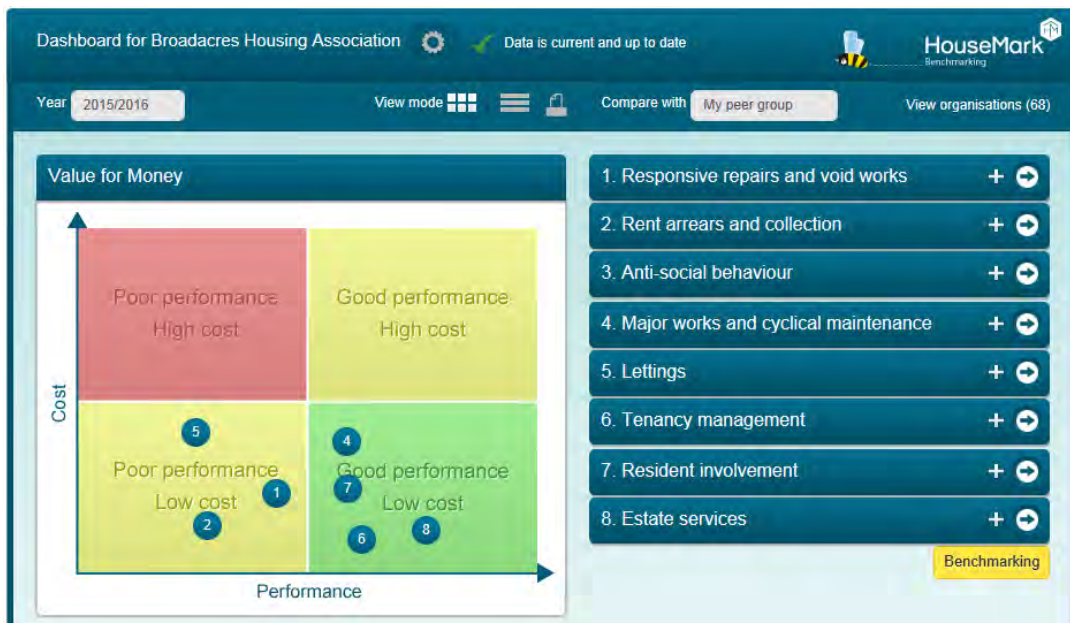 Dashboard for Broadacres Housing Association
Data is current and up to date
HouseMark
Benchmarking
Year
2015/2016
View mode
Compare with
My peer group
View organisations (68)
Value for Money
Cost
Poor performance
High cost
Good performance
High cost
Poor performance
Low cost
Good performance
Low cost
5
4
1
7
2
6
8
Performance
1. Responsive repairs and void works
2. Rent arrears and collection
3. Anti-social behaviour
4. Major works and cyclical maintenance
5. Lettings
6. Tenancy management
7. Resident involvement
8. Estate services
Benchmarking